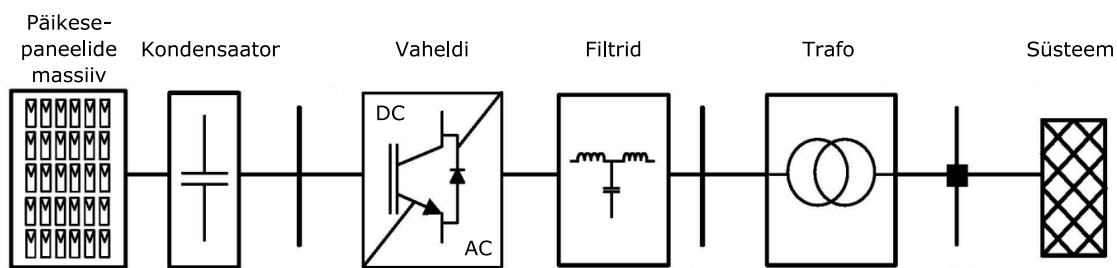 Päikese-
paneelide
massiiv
Kondensaator
Vaheldi
Filtrid
Trafo
Süsteem
DC
AC